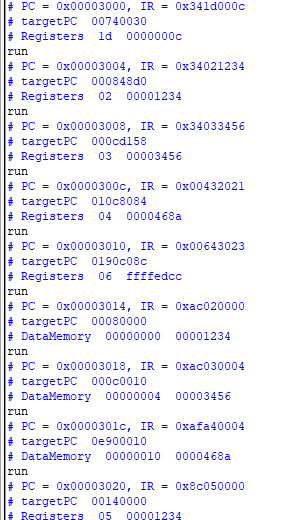 # PC = 0x00003000, IR = 0x341d000c
# targetPC  00740030
# Registers  1d  0000000c
run
# PC = 0x00003004, IR = 0x34021234
# targetPC  000848d0
# Registers  02  00001234
run
# PC = 0x00003008, IR = 0x34033456
# targetPC  000cd158
# Registers  03  00003456
run
# PC = 0x0000300c, IR = 0x00432021
# targetPC  010c8084
# Registers  04  0000468a
run
# PC = 0x00003010, IR = 0x00643023
# targetPC  0190c08c
# Registers  06  ffffedcc
run
# PC = 0x00003014, IR = 0xac020000
# targetPC  00080000
# DataMemory  00000000  00001234
run
# PC = 0x00003018, IR = 0xac030004
# targetPC  000c0010
# DataMemory  00000004  00003456
run
# PC = 0x0000301c, IR = 0xafa40004
# targetPC  0e900010
# DataMemory  00000010  0000468a
run
# PC = 0x00003020, IR = 0x8c050000
# targetPC  00140000
# Registers  05  00001234